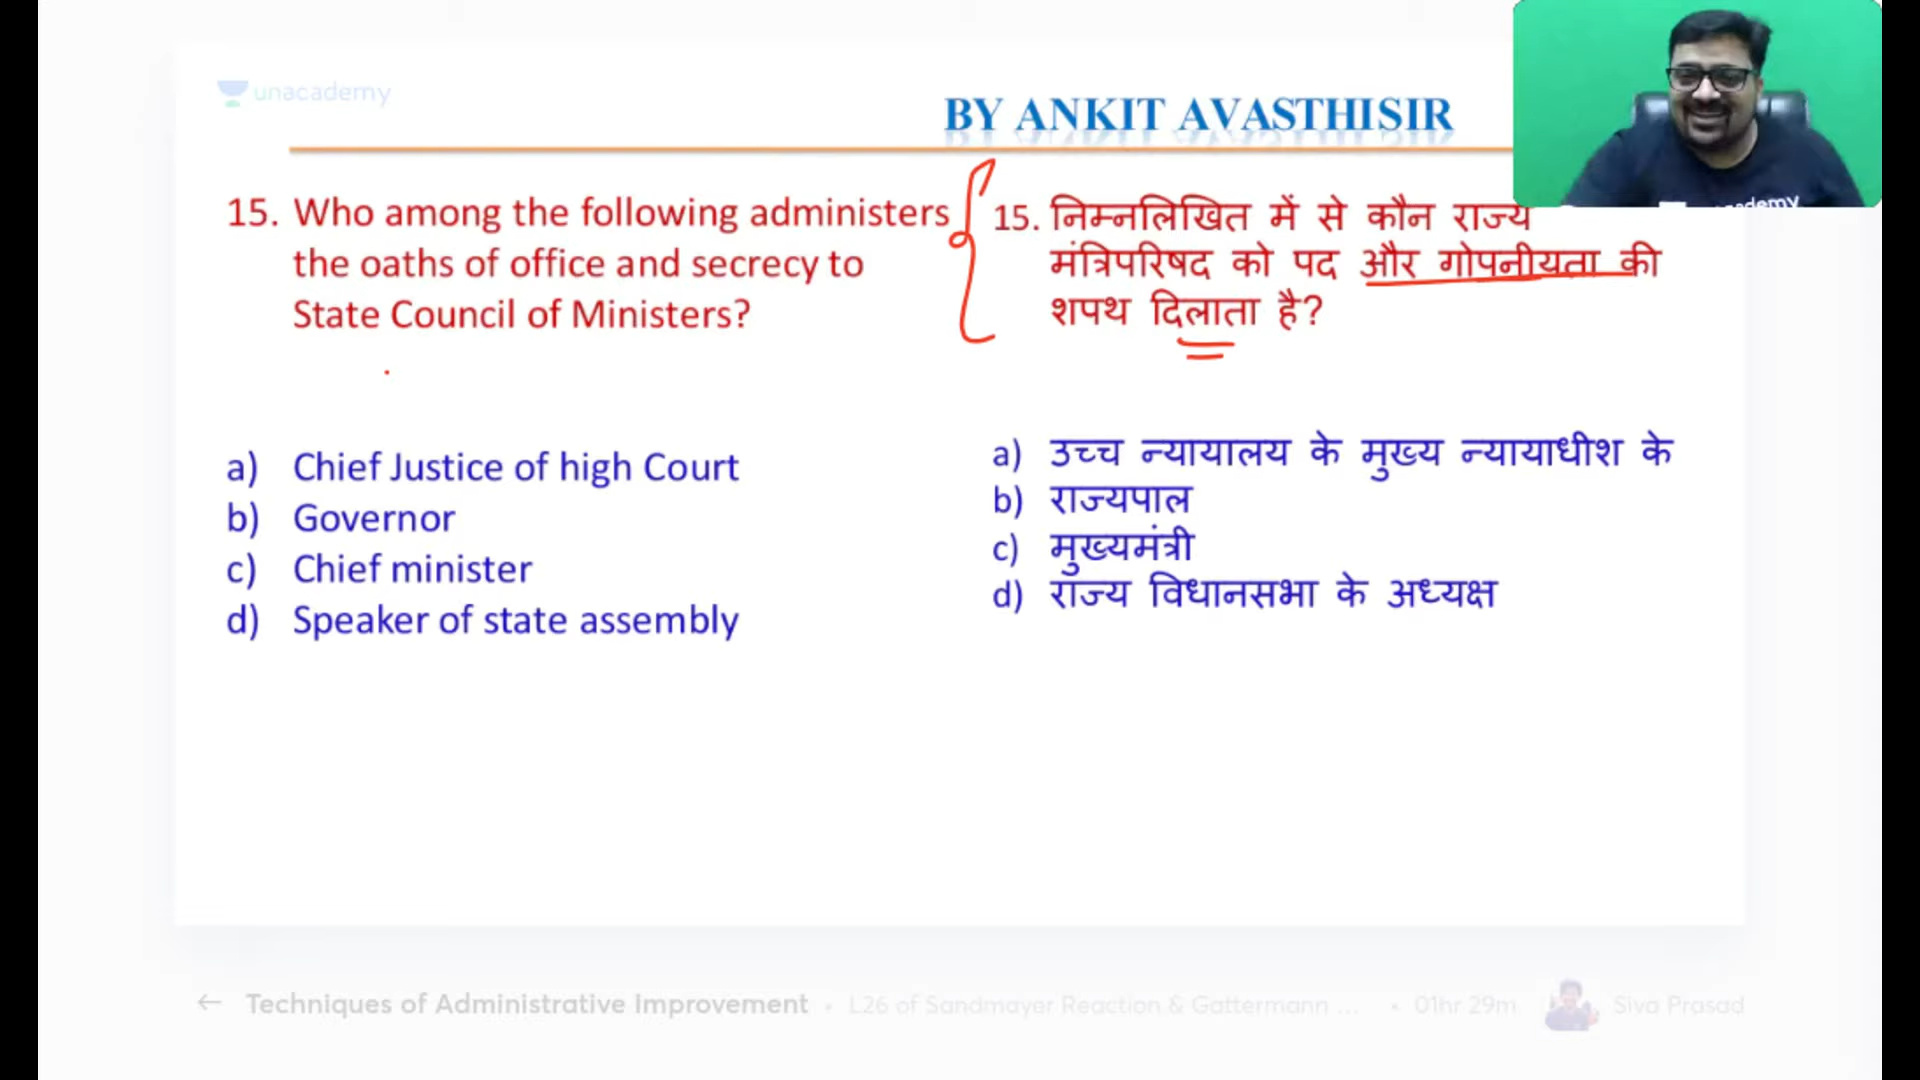 unacademy
BY ANKIT AVASTHI SIR
15. Who among the following administers
the oaths of office and secrecy to
State Council of Ministers?
a) Chief Justice of high Court
b) Governor
c) Chief minister
d) Speaker of state assembly
15. निम्नलिखित में से कौन राज्य
मंत्रिपरिषद को पद और गोपनीयता की
शपथ दिलाता है?
a) उच्च न्यायालय के मुख्य न्यायाधीश के
b) राज्यपाल
c) मुख्यमंत्री
d) राज्य विधानसभा के अध्यक्ष
← Techniques of Administrative Improvement • L26 of Sandmayer Reaction & Gattermann ... • 01hr 29m Siva Prasad